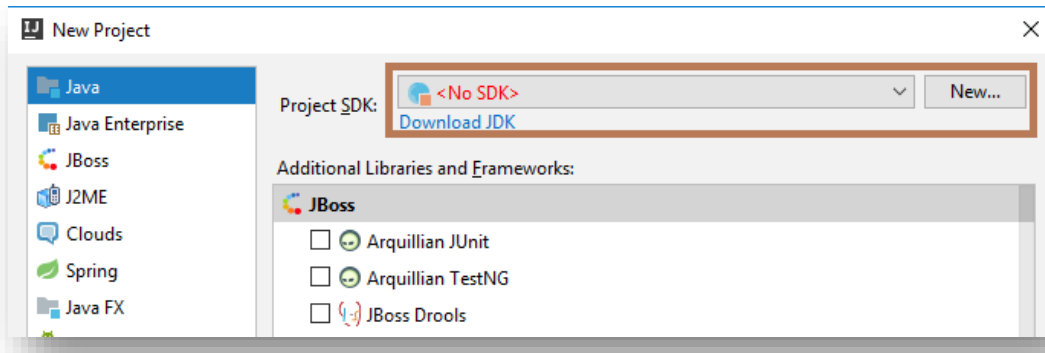 IJ New Project
Java
Project SDK:
<No SDK>
New...
Download JDK
Java Enterprise
JBoss
J2ME
Clouds
Spring
Java FX
Additional Libraries and Frameworks:
JBoss
Arquillian JUnit
Arquillian TestNG
JBoss Drools